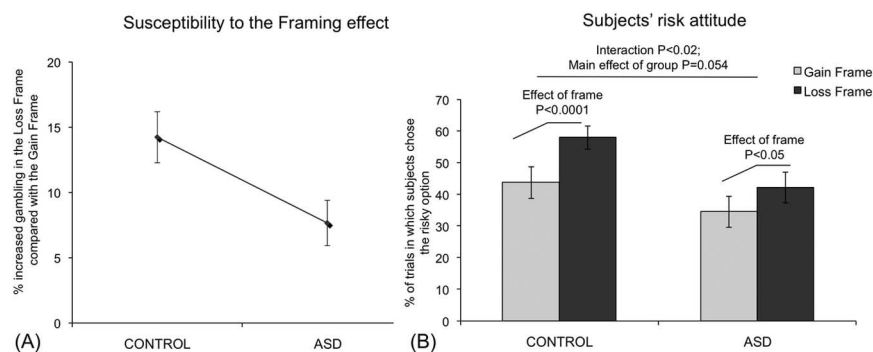 Susceptibility to the Framing effect
% increased gambling in the Loss Frame
compared with the Gain Frame
20
15
10
5
0
CONTROL
ASD
(A)
Subjects' risk attitude
Interaction P<0.02;
Main effect of group P=0.054
Gain Frame
Loss Frame
Effect of frame
P<0.0001
Effect of frame
P<0.05
% of trials in which subjects chose
the risky option
70
60
50
40
30
20
10
0
CONTROL
ASD
(B)